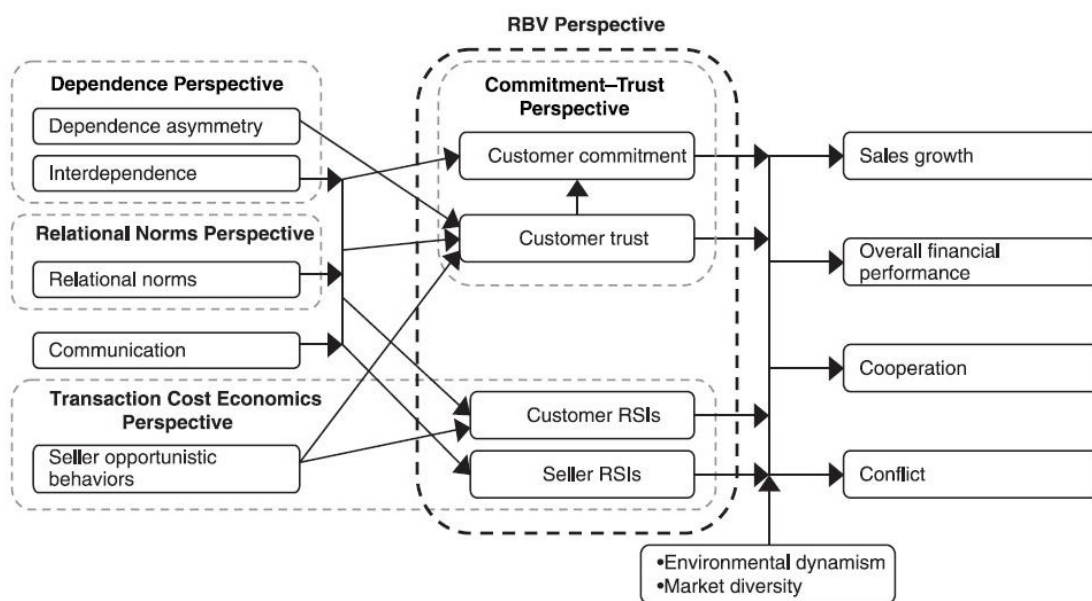 RBV Perspective
Dependence Perspective
Dependence asymmetry
Interdependence
Relational Norms Perspective
Relational norms
Communication
Transaction Cost Economics
Perspective
Seller opportunistic
behaviors
Commitment–Trust
Perspective
Customer commitment
Customer trust
Customer RSIs
Seller RSIs
Sales growth
Overall financial
performance
Cooperation
Conflict
•Environmental dynamism
•Market diversity